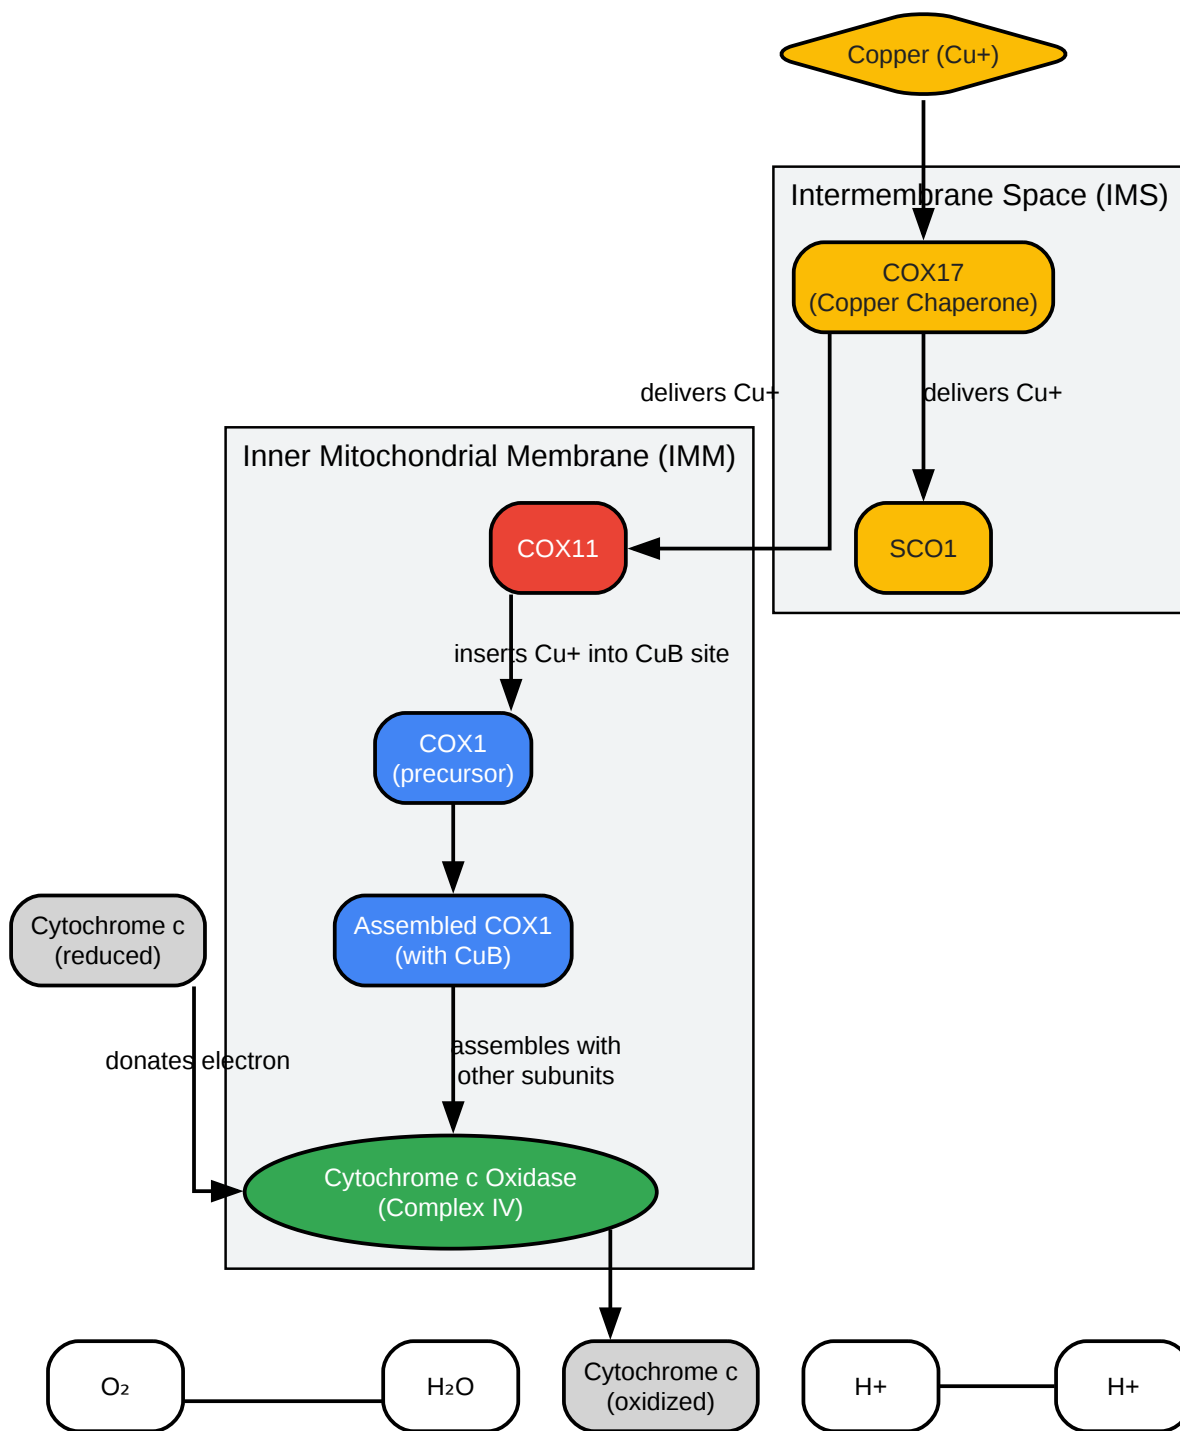 Copper (Cu+)
Intermembrane Space (IMS)
COX17
(Copper Chaperone)
delivers Cu+
delivers Cu+
Inner Mitochondrial Membrane (IMM)
COX11
SCO1
inserts Cu+ into CuB site
COX1
(precursor)
Cytochrome c
(reduced)
Assembled COX1
(with CuB)
donates electron
assembles with
other subunits
Cytochrome c Oxidase
(Complex IV)
O₂
H₂O
Cytochrome c
(oxidized)
H+
H+